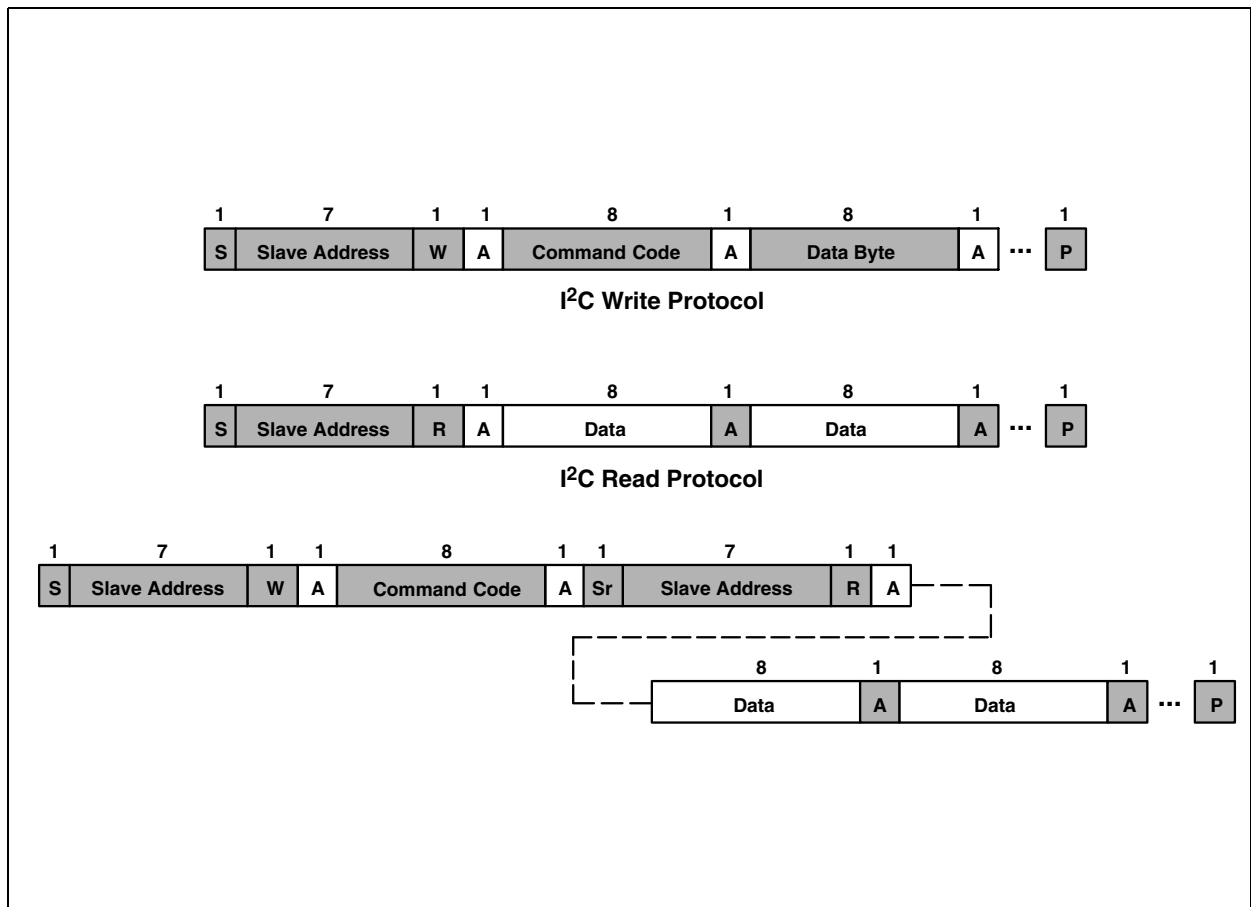 1 7 1 1 8 1 8 1 1
S Slave Address W A Command Code A Data Byte A ... P
I²C Write Protocol
1 7 1 1 8 1 8 1 1
S Slave Address R A Data A Data A ... P
I²C Read Protocol
1 7 1 1 8 1 1 7 1 1
S Slave Address W A Command Code A Sr Slave Address R A
8 1 8 1 1
Data A Data A ... P